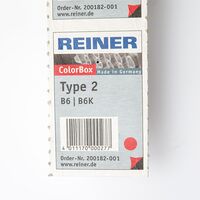 Order-Nr. 200182-001
www.reiner.de
REINER
ColorBox
Made in Germany
Type 2
B6 | B6K
4 011170 000277
Order-Nr. 200182-001
www.reiner.de